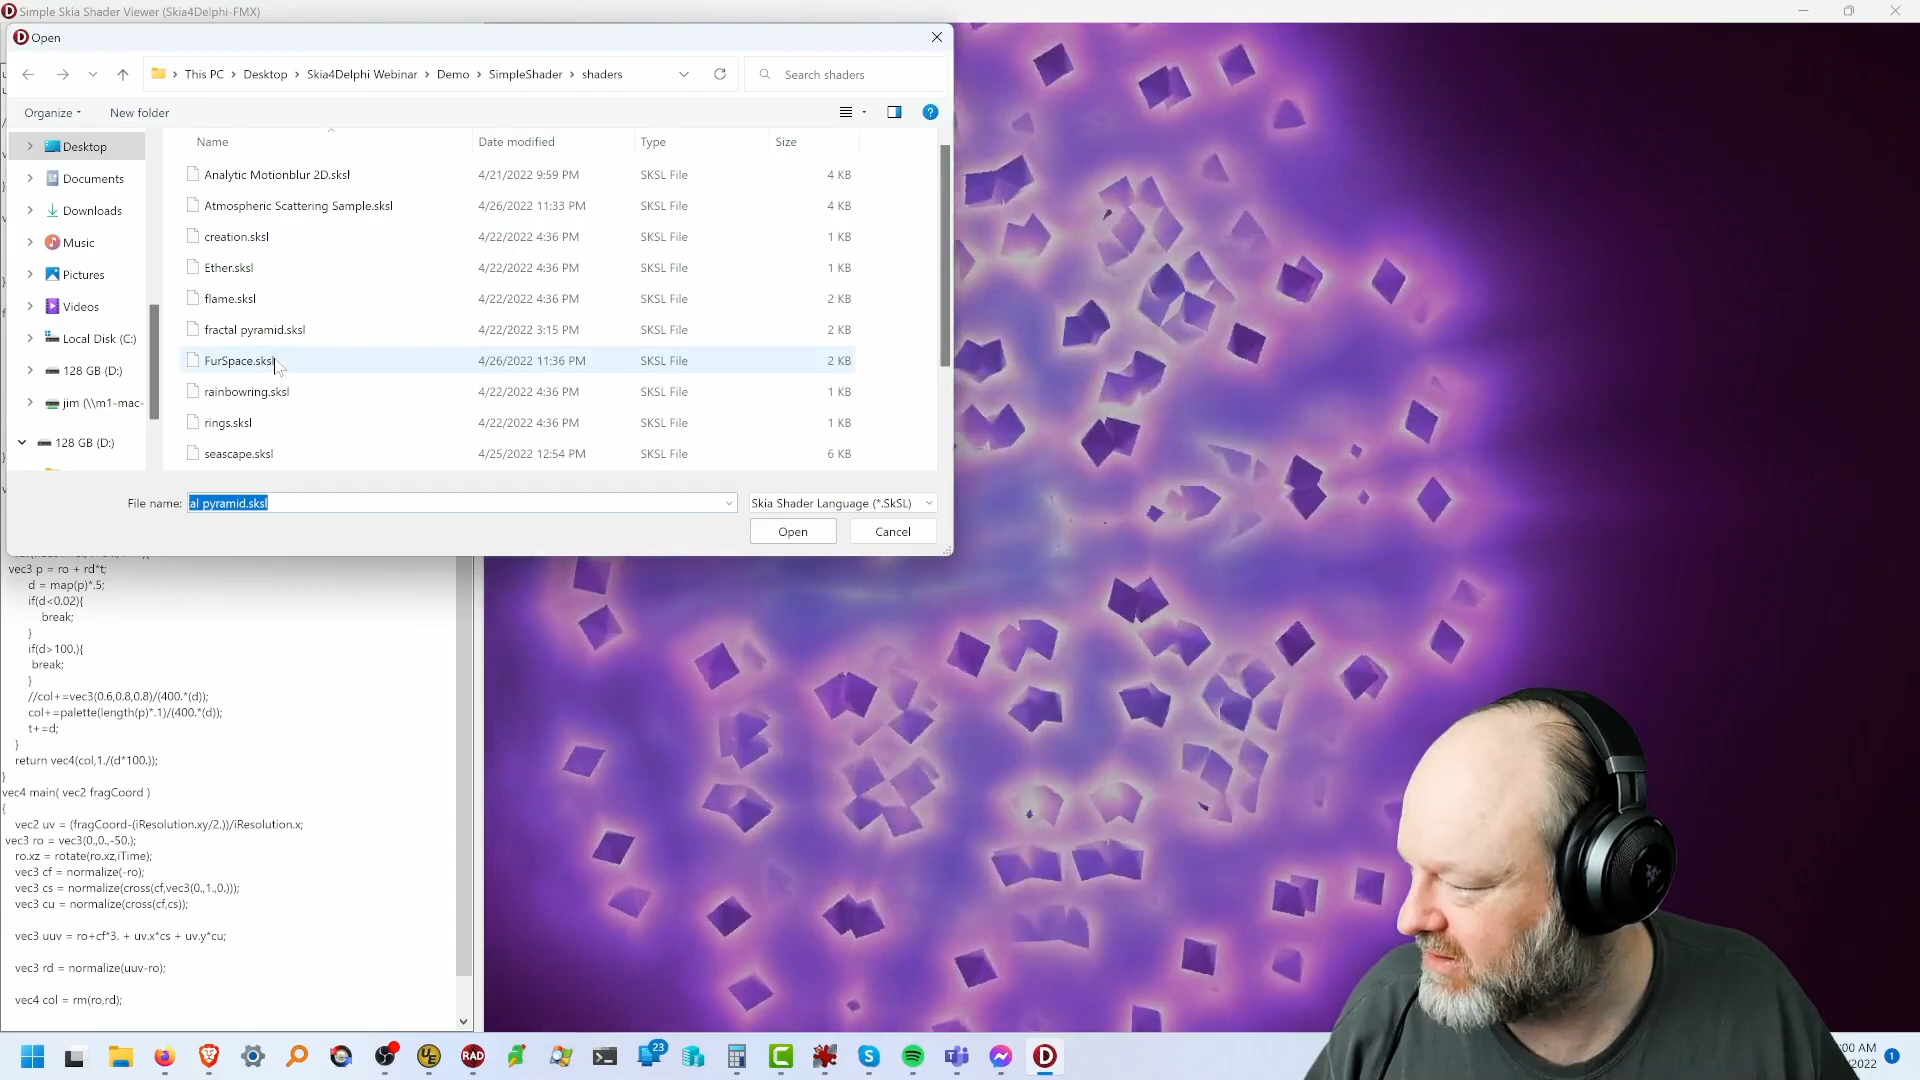 Simple Skia Shader Viewer (Skia4Delphi-FMX)
Open
This PC > Desktop > Skia4Delphi Webinar > Demo > SimpleShader > shaders
Search shaders
Organize
New folder
Name Date modified Type Size
Desktop
Documents
Downloads
Music
Pictures
Videos
Local Disk (C:)
128 GB (D:)
jim (\\m1-mac-
128 GB (D:)
Analytic Motionblur 2D.sksl 4/21/2022 9:59 PM SKSL File 4 KB
Atmospheric Scattering Sample.sksl 4/26/2022 11:33 PM SKSL File 4 KB
creation.sksl 4/22/2022 4:36 PM SKSL File 1 KB
Ether.sksl 4/22/2022 4:36 PM SKSL File 1 KB
flame.sksl 4/22/2022 4:36 PM SKSL File 2 KB
fractal pyramid.sksl 4/22/2022 3:15 PM SKSL File 2 KB
FurSpace.sksl 4/26/2022 11:36 PM SKSL File 2 KB
rainbowring.sksl 4/22/2022 4:36 PM SKSL File 1 KB
rings.sksl 4/22/2022 4:36 PM SKSL File 1 KB
seascape.sksl 4/25/2022 12:54 PM SKSL File 6 KB
File name: al pyramid.sksl
Skia Shader Language (*.SkSL)
Open
Cancel
vec3 p = ro + rd*t;
d = map(p)*.5;
if(d<0.02){
break;
}
if(d>100.){
break;
}
//col+=vec3(0.6,0.8,0.8)/(400.*(d));
col+=palette(length(p)*.1)/(400.*(d));
t+=d;
}
return vec4(col,1./(d*100.));
}
vec4 main( vec2 fragCoord )
{
vec2 uv = (fragCoord-(iResolution.xy/2.))/iResolution.x;
vec3 ro = vec3(0.,0.,-50.);
ro.xz = rotate(ro.xz,iTime);
vec3 cf = normalize(-ro);
vec3 cs = normalize(cross(cf,vec3(0.,1.,0.)));
vec3 cu = normalize(cross(cf,cs));
vec3 uuv = ro+cf*3. + uv.x*cs + uv.y*cu;
vec3 rd = normalize(uuv-ro);
vec4 col = rm(ro,rd);
RAD
23
:00 AM
/2022
1